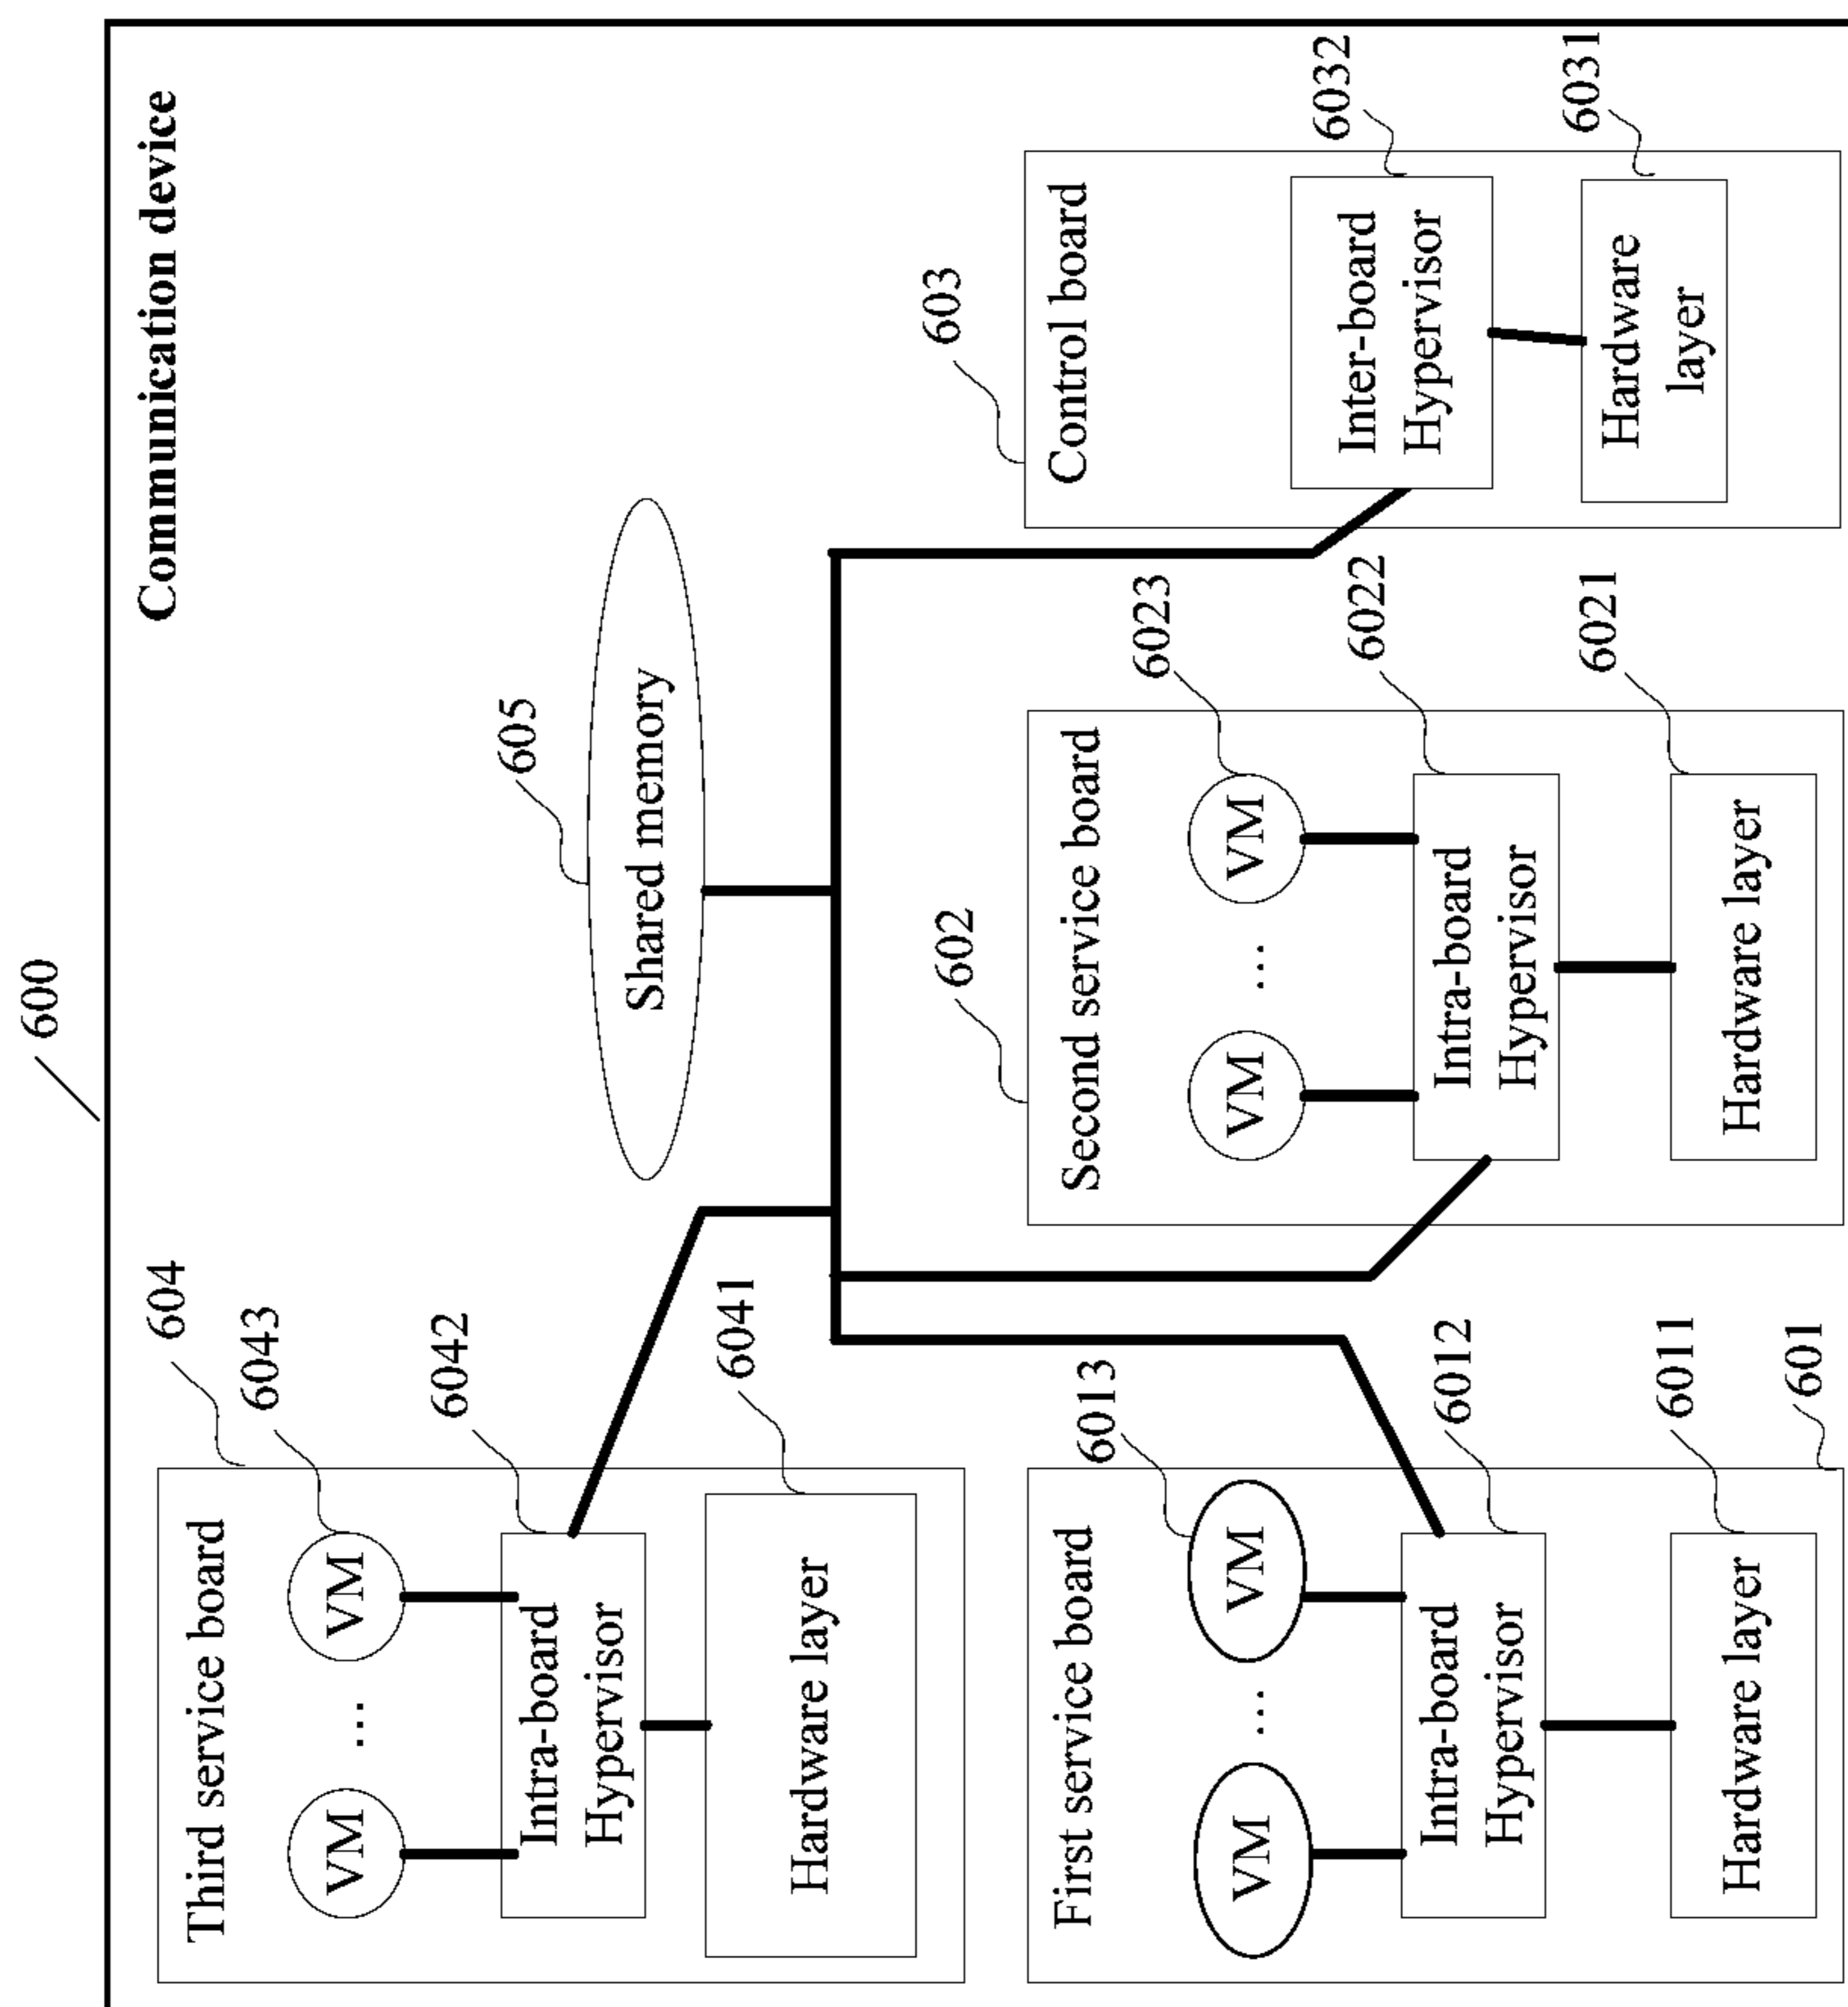 600
Communication device
Third service board
604
VM
...
VM
6043
Intra-board
Hypervisor
6042
Hardware layer
6041
605
Shared memory
First service board
VM
...
VM
6013
Intra-board
Hypervisor
6012
Hardware layer
6011
601
602
Second service board
VM
...
VM
6023
Intra-board
Hypervisor
6022
Hardware layer
6021
603
Control board
Inter-board
Hypervisor
6032
Hardware
layer
6031